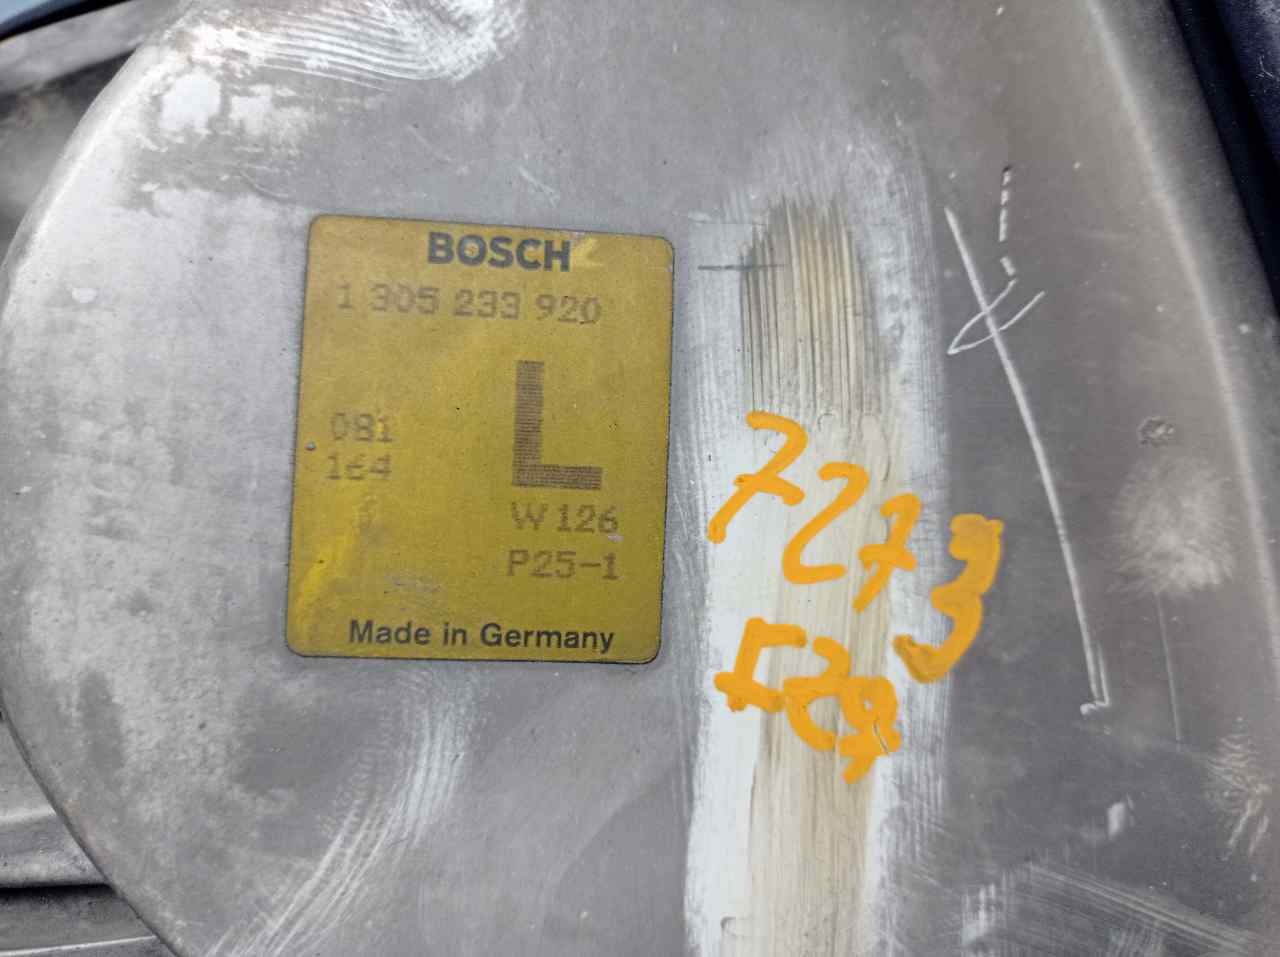 BOSCH
1 305 233 920
L
081
164
W 126
P25-1
Made in Germany
7273
529